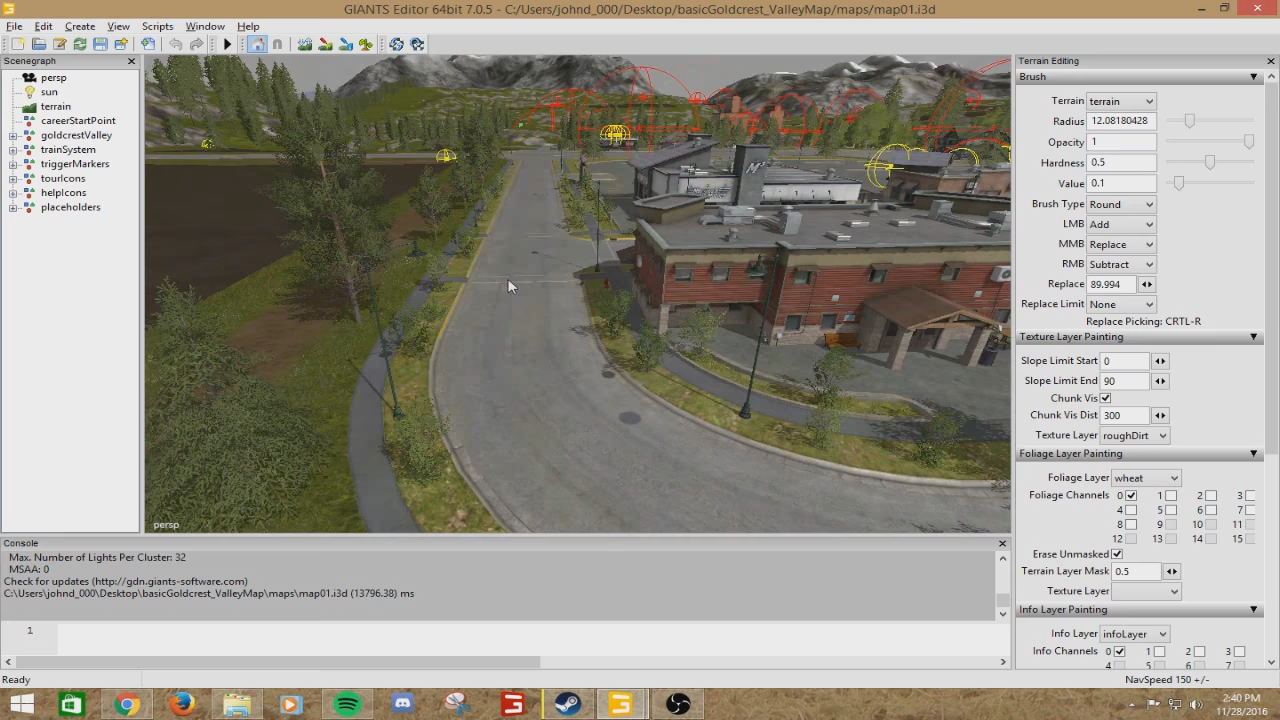 GIANTS Editor 64bit 7.0.5 - C:/Users/johnd_000/Desktop/basicGoldcrest_ValleyMap/maps/map01.i3d
File Edit Create View Scripts Window Help
Scenegraph
persp
sun
terrain
careerStartPoint
goldcrestValley
trainSystem
triggerMarkers
tourIcons
helpIcons
placeholders
persp
Terrain Editing
Brush
Terrain terrain
Radius 12.08180428
Opacity 1
Hardness 0.5
Value 0.1
Brush Type Round
LMB Add
MMB Replace
RMB Subtract
Replace 89.994
Replace Limit None
Replace Picking: CRTL-R
Texture Layer Painting
Slope Limit Start 0
Slope Limit End 90
Chunk Vis
Chunk Vis Dist 300
Texture Layer roughDirt
Foliage Layer Painting
Foliage Layer wheat
Foliage Channels 0 1 2 3
4 5 6 7
8 9 10 11
12 13 14 15
Erase Unmasked
Terrain Layer Mask 0.5
Texture Layer
Info Layer Painting
Info Layer infoLayer
Info Channels 0 1 2 3
4 5 6 7
Console
Max. Number of Lights Per Cluster: 32
MSAA: 0
Check for updates (http://gdn.giants-software.com)
C:\Users\johnd_000\Desktop\basicGoldcrest_ValleyMap\maps\map01.i3d (13796.38) ms
1
Ready
NavSpeed 150 +/-
2:40 PM
11/28/2016